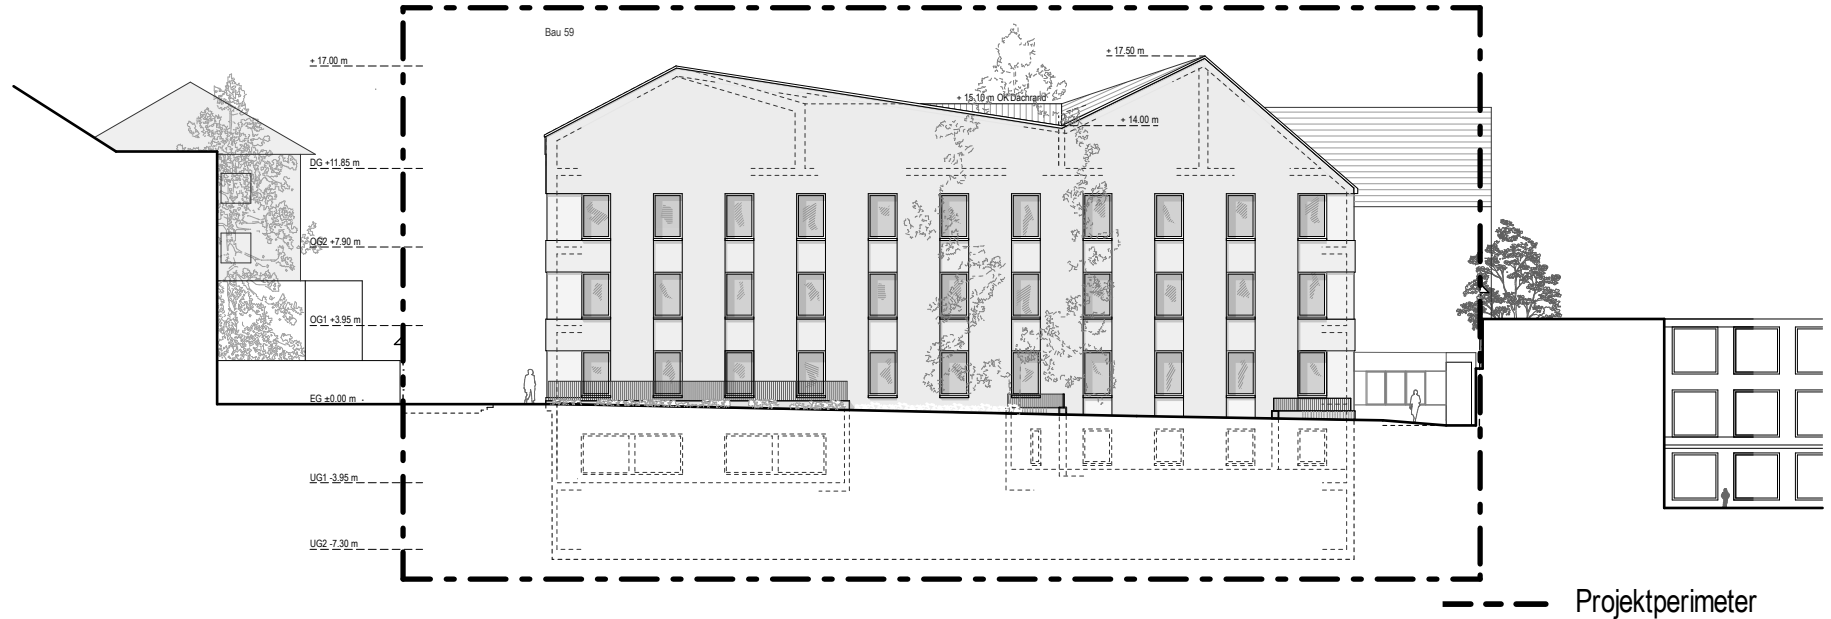 Bau 59
+ 17.50 m
+ 17.00 m
+ 15.10 m OK Dachrand
+ 14.00 m
DG +11.85 m
OG2 +7.90 m
OG1 +3.95 m
EG ±0.00 m
UG1 -3.95 m
UG2 -7.30 m
Projektperimeter